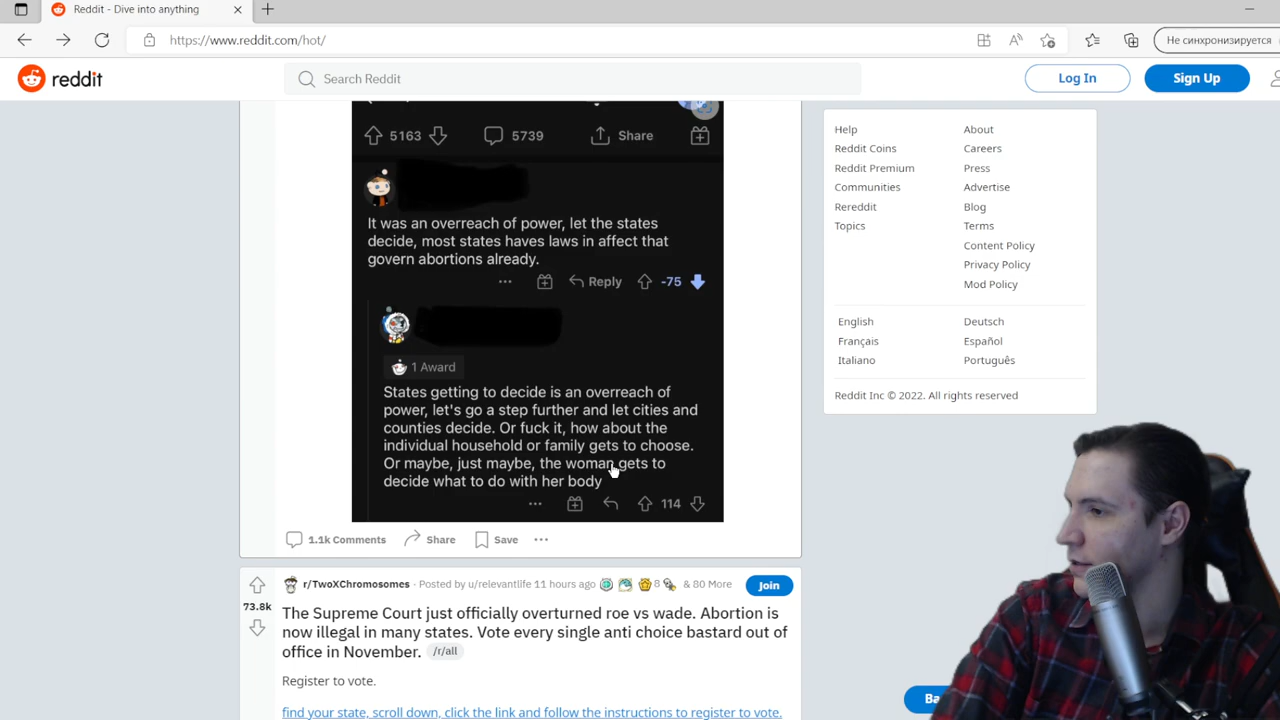 Reddit - Dive into anything
https://www.reddit.com/hot/
Не синхронизируется
reddit
Search Reddit
Log In
Sign Up
5163
5739
Share
It was an overreach of power, let the states
decide, most states haves laws in affect that
govern abortions already.
Reply
-75
1 Award
States getting to decide is an overreach of
power, let's go a step further and let cities and
counties decide. Or fuck it, how about the
individual household or family gets to choose.
Or maybe, just maybe, the woman gets to
decide what to do with her body
114
1.1k Comments
Share
Save
73.8k
r/TwoXChromosomes · Posted by u/relevantlife 11 hours ago 8 & 80 More
Join
The Supreme Court just officially overturned roe vs wade. Abortion is
now illegal in many states. Vote every single anti choice bastard out of
office in November. /r/all
Register to vote.
find your state, scroll down, click the link and follow the instructions to register to vote.
Help
About
Reddit Coins
Careers
Reddit Premium
Press
Communities
Advertise
Rereddit
Blog
Topics
Terms
Content Policy
Privacy Policy
Mod Policy
English
Deutsch
Français
Español
Italiano
Português
Reddit Inc © 2022. All rights reserved
Ba